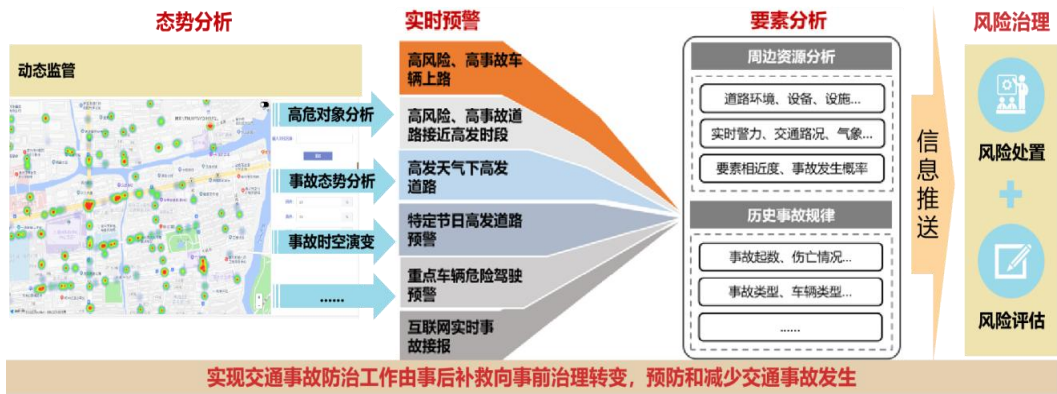 态势分析
动态监管
高危对象分析
事故态势分析
事故时空演变
......
实时预警
高风险、高事故车
辆上路
高风险、高事故道
路接近高发时段
高发天气下高发
道路
特定节日高发道路
预警
重点车辆危险驾驶
预警
互联网实时事
故接报
要素分析
周边资源分析
道路环境、设备、设施...
实时警力、交通路况、气象...
要素相近度、事故发生概率
历史事故规律
事故起数、伤亡情况...
事故类型、车辆类型...
......
信息推送
风险治理
风险处置
+
风险评估
实现交通事故防治工作由事后补救向事前治理转变，预防和减少交通事故发生